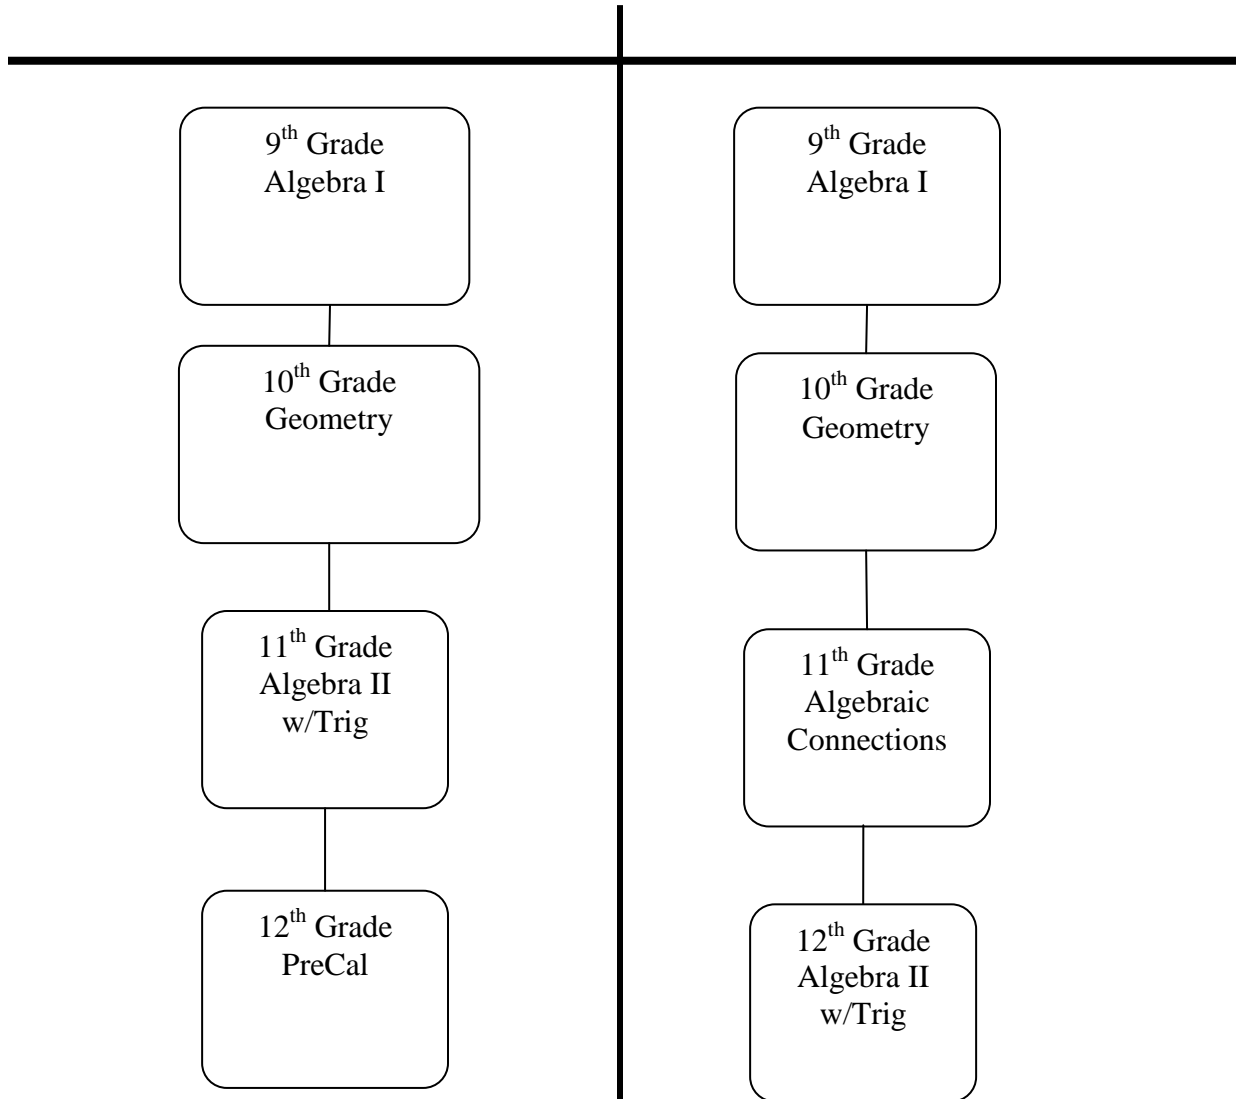 9th Grade
Algebra I
10th Grade
Geometry
11th Grade
Algebra II
w/Trig
12th Grade
PreCal
9th Grade
Algebra I
10th Grade
Geometry
11th Grade
Algebraic
Connections
12th Grade
Algebra II
w/Trig